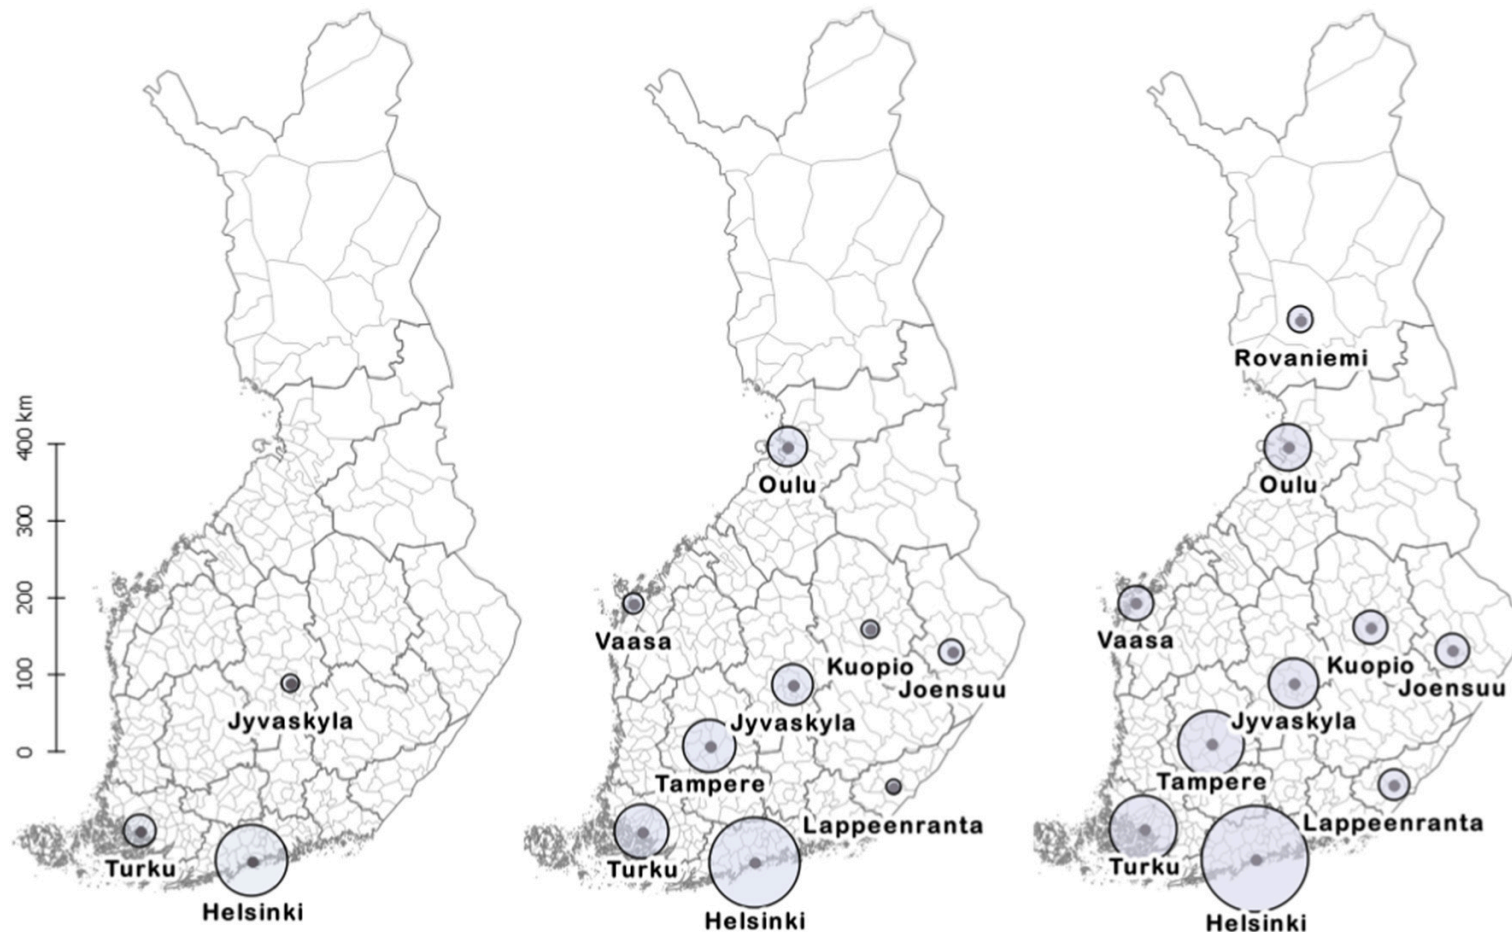 400 km
300
200
100
0
Jyvaskyla
Turku
Helsinki
Oulu
Vaasa
Kuopio
Joensuu
Jyvaskyla
Tampere
Lappeenranta
Turku
Helsinki
Rovaniemi
Oulu
Vaasa
Kuopio
Joensuu
Jyvaskyla
Tampere
Lappeenranta
Turku
Helsinki